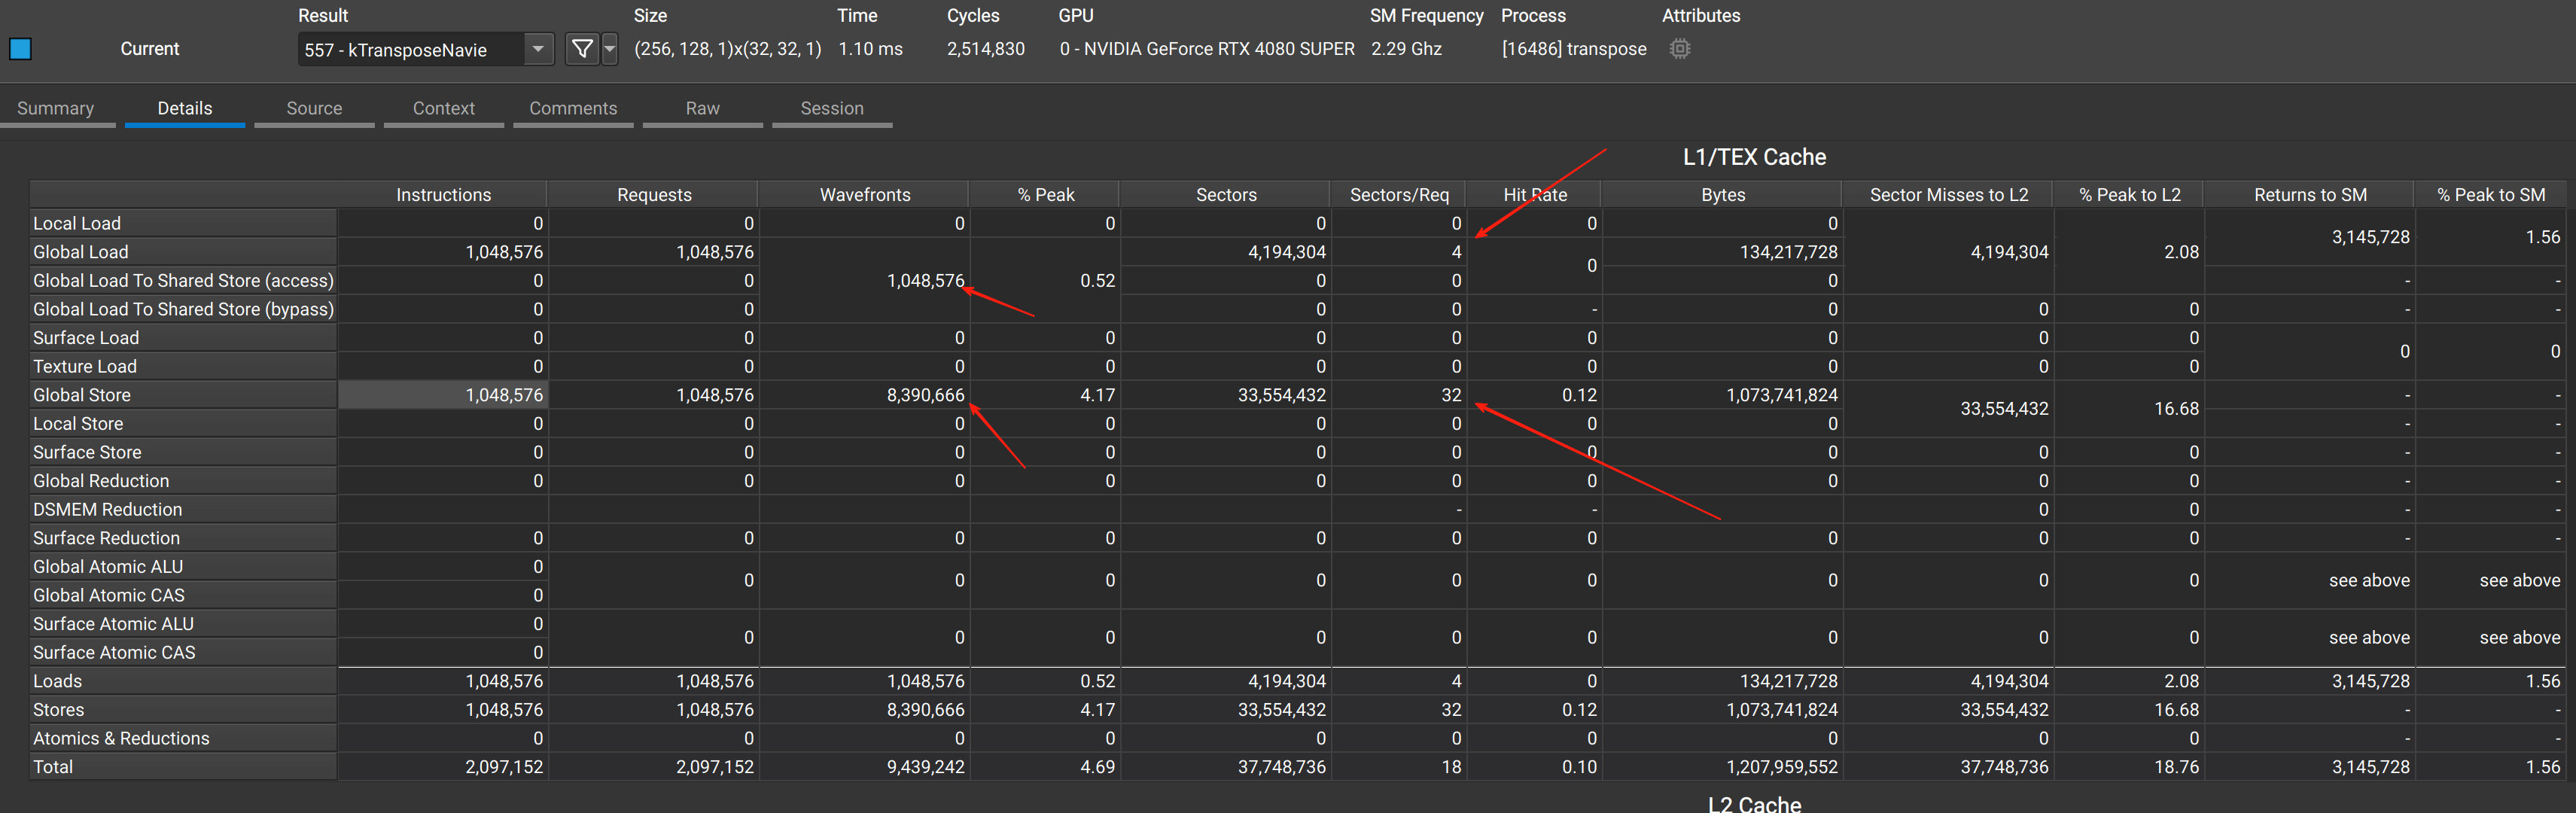 Result Size Time Cycles GPU SM Frequency Process Attributes
Current 557 - kTransposeNavie (256, 128, 1)x(32, 32, 1) 1.10 ms 2,514,830 0 - NVIDIA GeForce RTX 4080 SUPER 2.29 Ghz [16486] transpose
Summary Details Source Context Comments Raw Session
L1/TEX Cache
Instructions Requests Wavefronts % Peak Sectors Sectors/Req Hit Rate Bytes Sector Misses to L2 % Peak to L2 Returns to SM % Peak to SM
Local Load 0 0 0 0 0 0 0 0
3,145,728 1.56
Global Load 1,048,576 1,048,576 4,194,304 4 134,217,728 4,194,304 2.08
0
Global Load To Shared Store (access) 0 0 1,048,576 0.52 0 0 0 - -
Global Load To Shared Store (bypass) 0 0 0 0 - 0 0 0 - -
Surface Load 0 0 0 0 0 0 0 0 0 0
0 0
Texture Load 0 0 0 0 0 0 0 0 0 0
Global Store 1,048,576 1,048,576 8,390,666 4.17 33,554,432 32 0.12 1,073,741,824 - -
33,554,432 16.68
Local Store 0 0 0 0 0 0 0 0 - -
Surface Store 0 0 0 0 0 0 0 0 0 0 - -
Global Reduction 0 0 0 0 0 0 0 0 0 0 - -
DSMEM Reduction - - 0 0 - -
Surface Reduction 0 0 0 0 0 0 0 0 0 0 - -
Global Atomic ALU 0
0 0 0 0 0 0 0 0 0 see above see above
Global Atomic CAS 0
Surface Atomic ALU 0
0 0 0 0 0 0 0 0 0 see above see above
Surface Atomic CAS 0
Loads 1,048,576 1,048,576 1,048,576 0.52 4,194,304 4 0 134,217,728 4,194,304 2.08 3,145,728 1.56
Stores 1,048,576 1,048,576 8,390,666 4.17 33,554,432 32 0.12 1,073,741,824 33,554,432 16.68 - -
Atomics & Reductions 0 0 0 0 0 0 0 0 0 0 - -
Total 2,097,152 2,097,152 9,439,242 4.69 37,748,736 18 0.10 1,207,959,552 37,748,736 18.76 3,145,728 1.56
L2 Cache